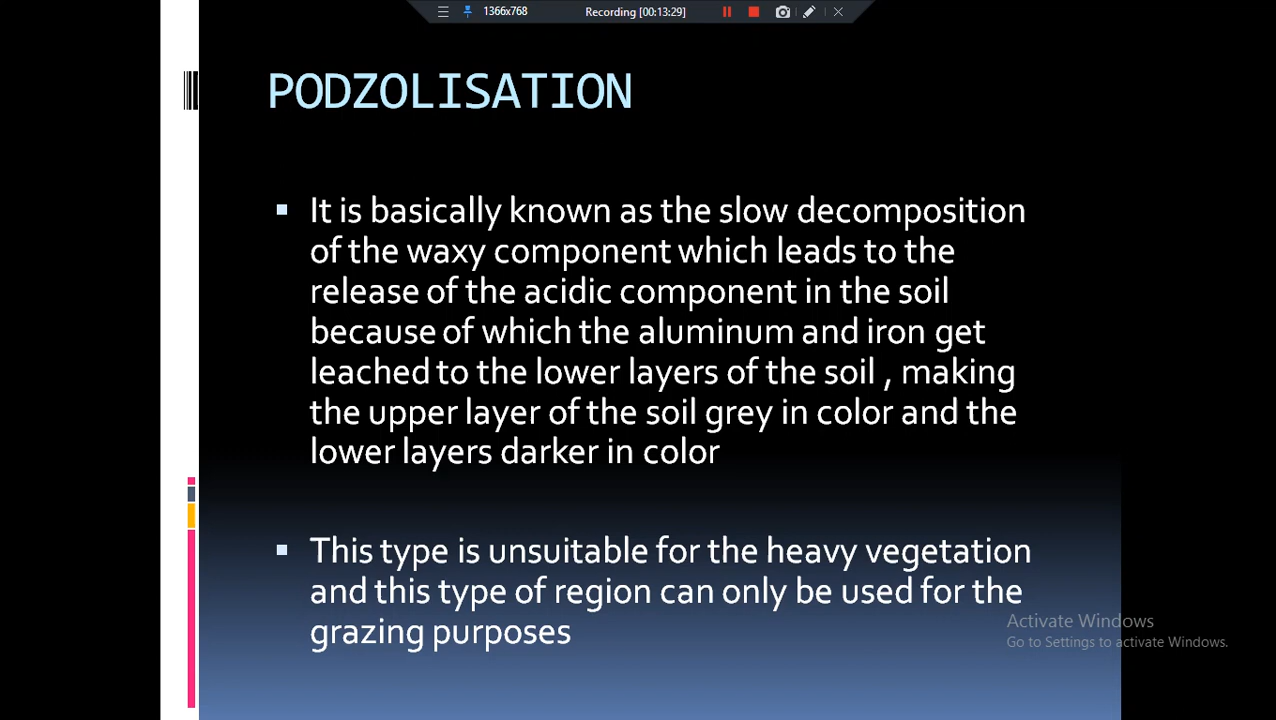 1366x768
Recording [00:13:29]
PODZOLISATION
It is basically known as the slow decomposition
of the waxy component which leads to the
release of the acidic component in the soil
because of which the aluminum and iron get
leached to the lower layers of the soil , making
the upper layer of the soil grey in color and the
lower layers darker in color
This type is unsuitable for the heavy vegetation
and this type of region can only be used for the
grazing purposes
Activate Windows
Go to Settings to activate Windows.